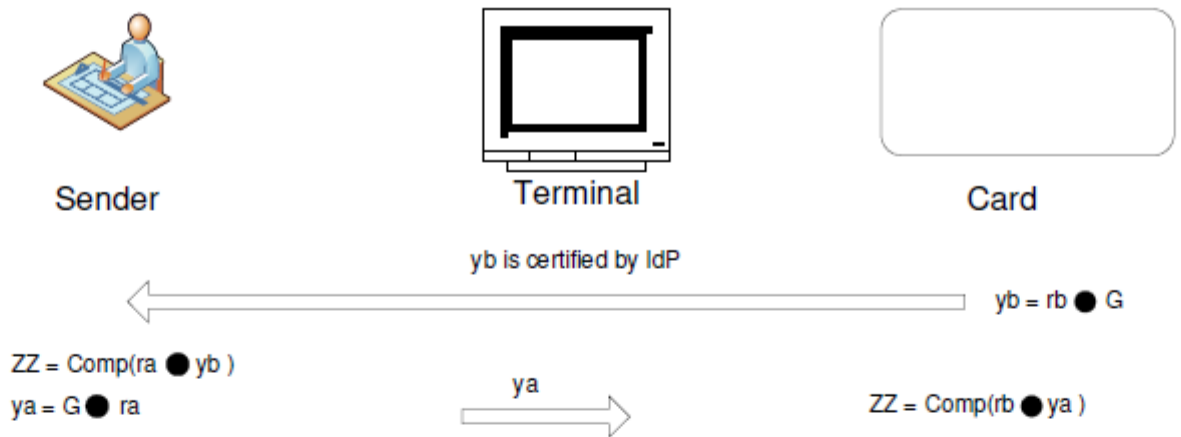 Sender
Terminal
Card
yb is certified by IdP
yb = rb ● G
ZZ = Comp(ra ● yb )
ya = G ● ra
ya
ZZ = Comp(rb ● ya )